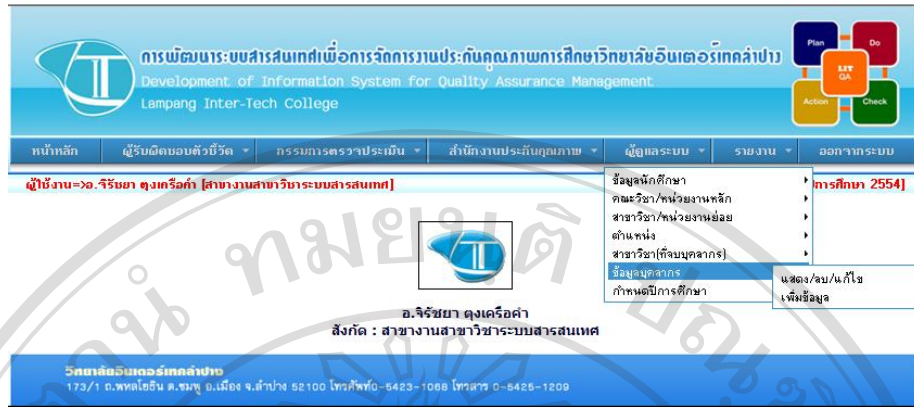 การพัฒนาระบบสารสนเทศเพื่อการจัดการงานประกันคุณภาพการศึกษาวิทยาลัยอินเตอร์เทคลำปาง
Development of Information System for Quality Assurance Management
Lampang Inter-Tech College
Plan Do
LIT
QA
Action Check
หน้าหลัก ผู้รับผิดชอบตัวบี้วัด กรรมการตรวจประเมิน สำนักงานประกันคุณภาพ ผู้ดูแลระบบ รายงาน ออกจากระบบ
ผู้ใช้งาน=>อ.จิรัชยา ตุงเครือคำ [สาขางานสาขาวิชาระบบสารสนเทศ] ปีการศึกษา 2554]
ข้อมูลนักศึกษา
คณะวิชา/หน่วยงานหลัก
สาขาวิชา/หน่วยงานย่อย
ตำแหน่ง
สาขาวิชา(ที่จบบุคลากร)
ข้อมูลบุคลากร
กำหนดปีการศึกษา
แสดง/ลบ/แก้ไข
เพิ่มข้อมูล
อ.จิรัชยา ตุงเครือคำ
สังกัด : สาขางานสาขาวิชาระบบสารสนเทศ
วิทยาลัยอินเตอร์เทคลำปาง
173/1 ถ.พหลโยธิน ต.ชมพู อ.เมือง จ.ลำปาง 52100 โทรศัพท์0-5423-1068 โทรสาร 0-5425-1209